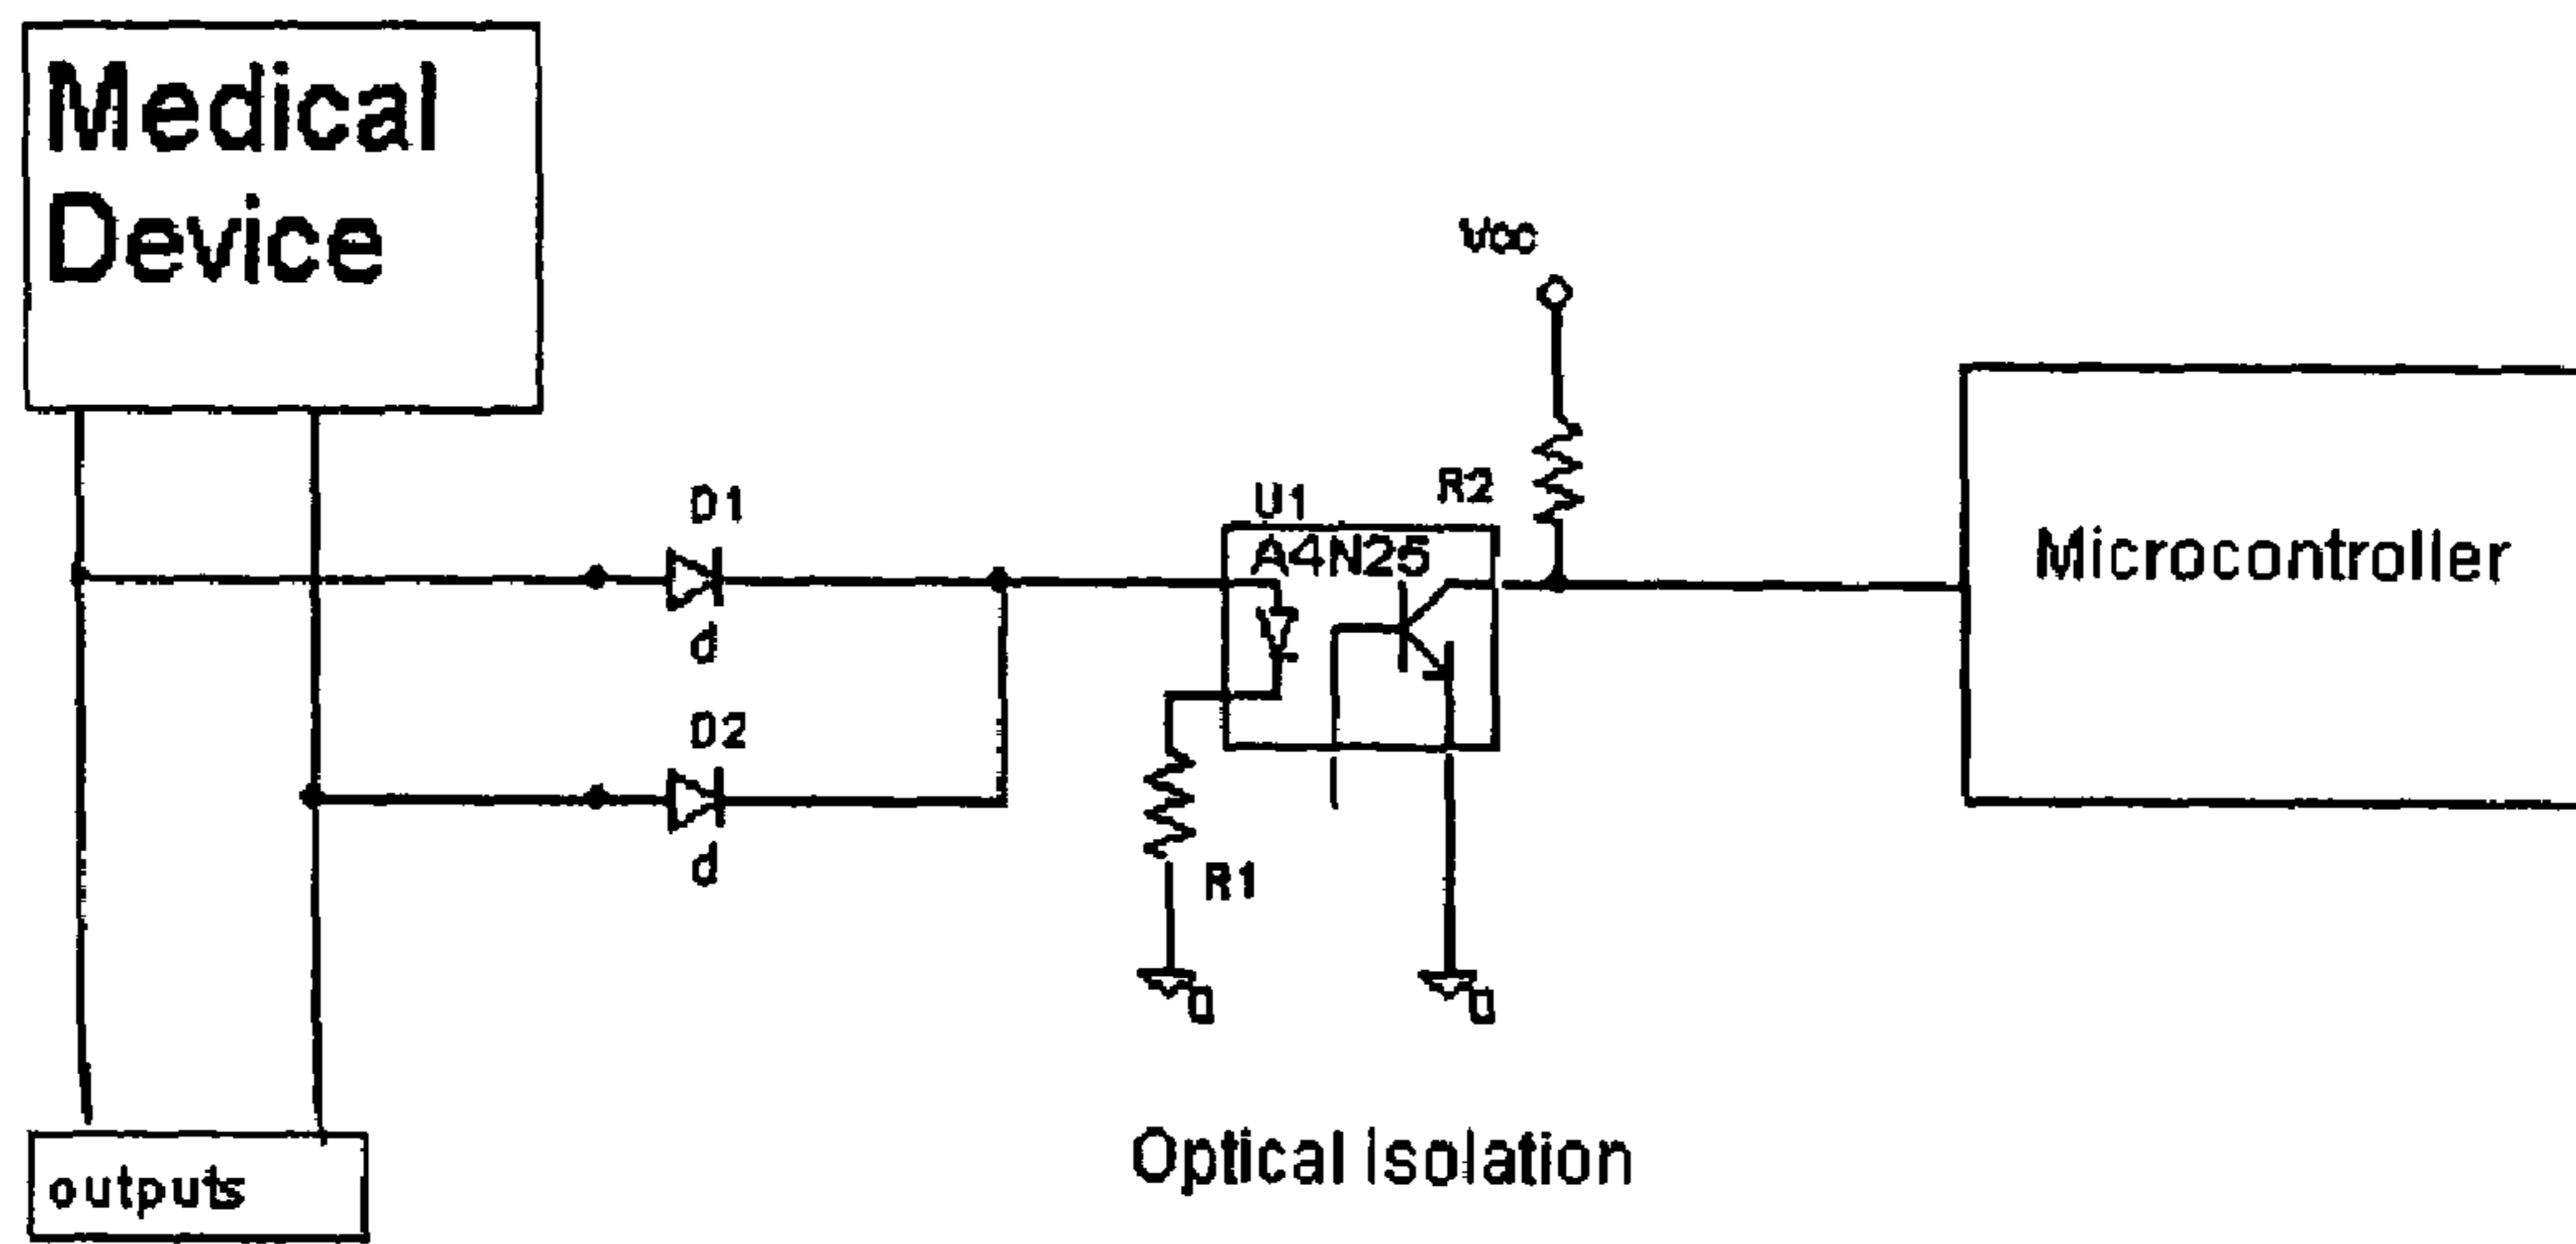 Medical
Device
Vcc
D1
d
D2
d
U1
A4N25
R2
R1
0
0
Microcontroller
Optical Isolation
outputs